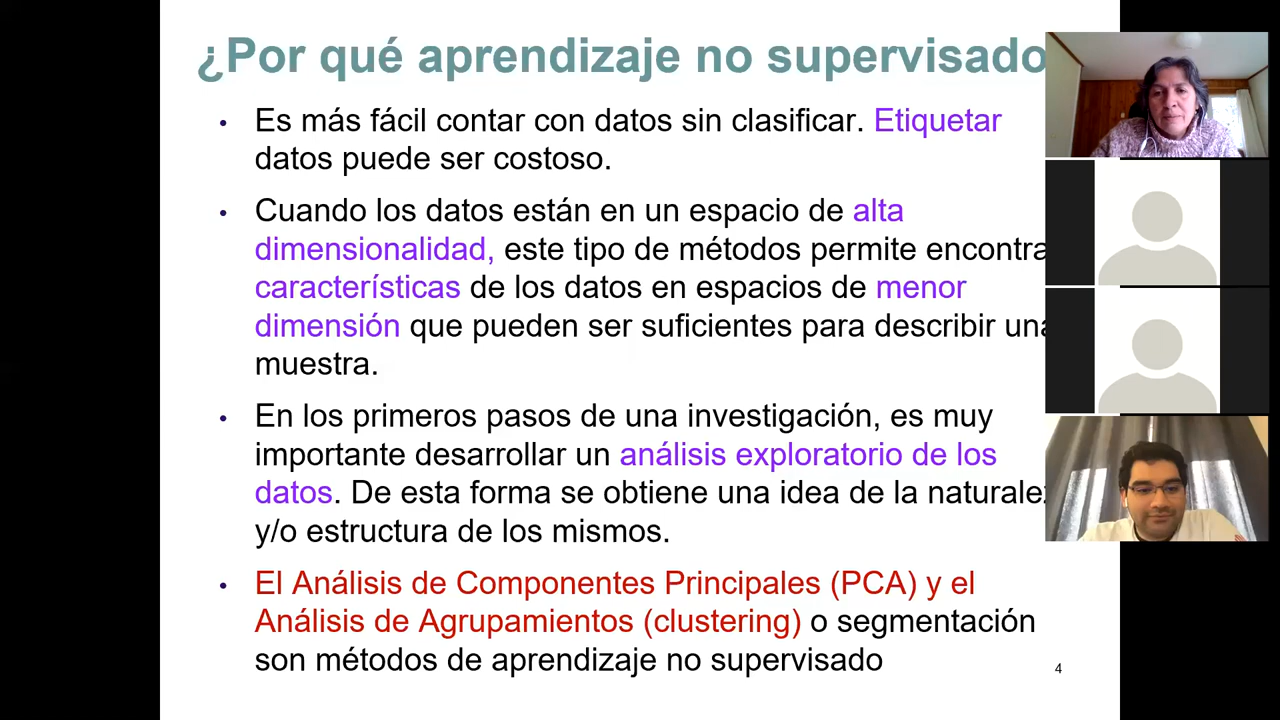 ¿Por qué aprendizaje no supervisado
• Es más fácil contar con datos sin clasificar. Etiquetar
datos puede ser costoso.
• Cuando los datos están en un espacio de alta
dimensionalidad, este tipo de métodos permite encontra
características de los datos en espacios de menor
dimensión que pueden ser suficientes para describir una
muestra.
• En los primeros pasos de una investigación, es muy
importante desarrollar un análisis exploratorio de los
datos. De esta forma se obtiene una idea de la naturalez
y/o estructura de los mismos.
• El Análisis de Componentes Principales (PCA) y el
Análisis de Agrupamientos (clustering) o segmentación
son métodos de aprendizaje no supervisado
4